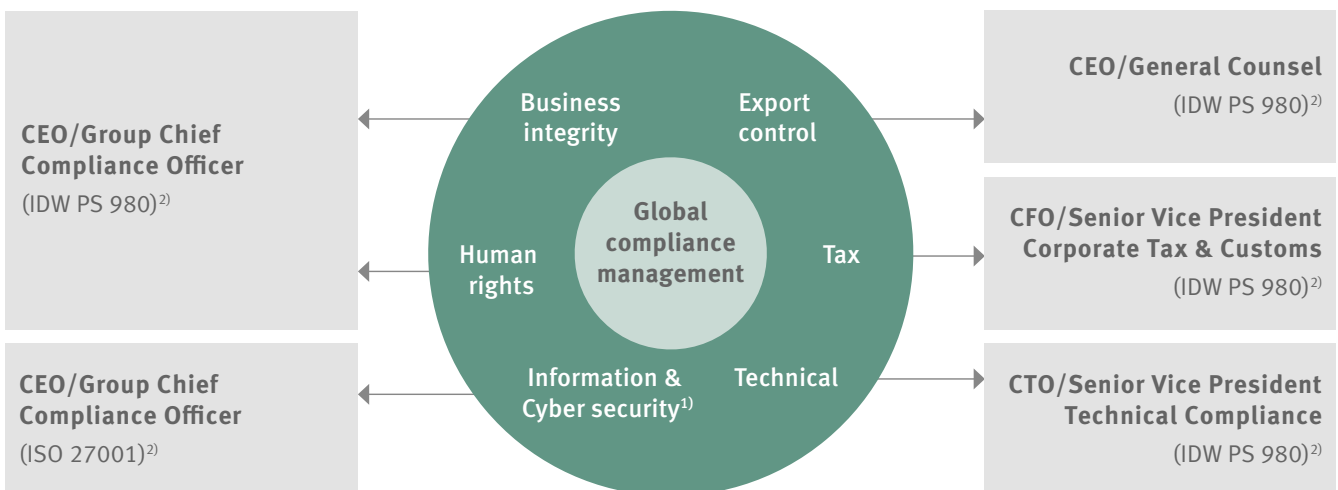 CEO/Group Chief
Compliance Officer
(IDW PS 980)²⁾
CEO/Group Chief
Compliance Officer
(ISO 27001)²⁾
Business
integrity
Export
control
Human
rights
Global
compliance
management
Tax
Information &
Cyber security¹⁾
Technical
CEO/General Counsel
(IDW PS 980)²⁾
CFO/Senior Vice President
Corporate Tax & Customs
(IDW PS 980)²⁾
CTO/Senior Vice President
Technical Compliance
(IDW PS 980)²⁾